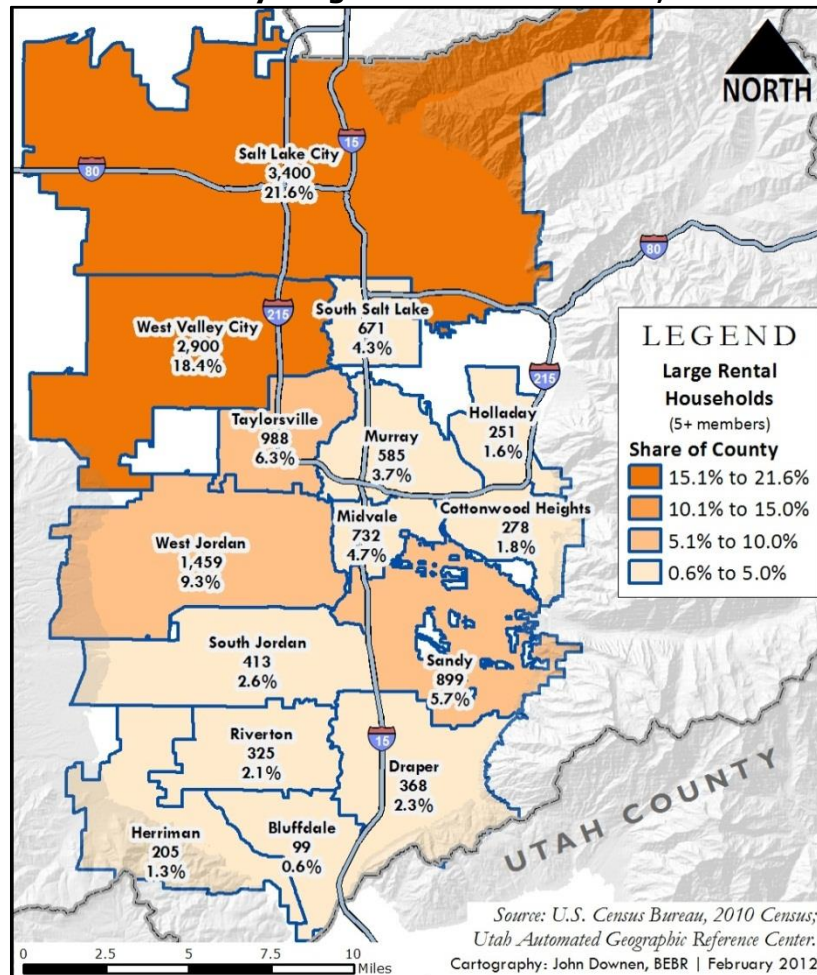 NORTH
15
Salt Lake City
3,400
21.6%
80
80
215
South Salt Lake
671
4.3%
West Valley City
2,900
18.4%
LEGEND
Large Rental
Households
(5+ members)
Share of County
15.1% to 21.6%
10.1% to 15.0%
5.1% to 10.0%
0.6% to 5.0%
215
Holladay
251
1.6%
Taylorsville
988
6.3%
Murray
585
3.7%
Cottonwood Heights
278
1.8%
Midvale
732
4.7%
West Jordan
1,459
9.3%
South Jordan
413
2.6%
Sandy
899
5.7%
Riverton
325
2.1%
15
Draper
368
2.3%
UTAH COUNTY
Herriman
205
1.3%
Bluffdale
99
0.6%
Source: U.S. Census Bureau, 2010 Census;
Utah Automated Geographic Reference Center.
Cartography: John Downen, BEBR | February 2012
0 2.5 5 7.5 10
Miles